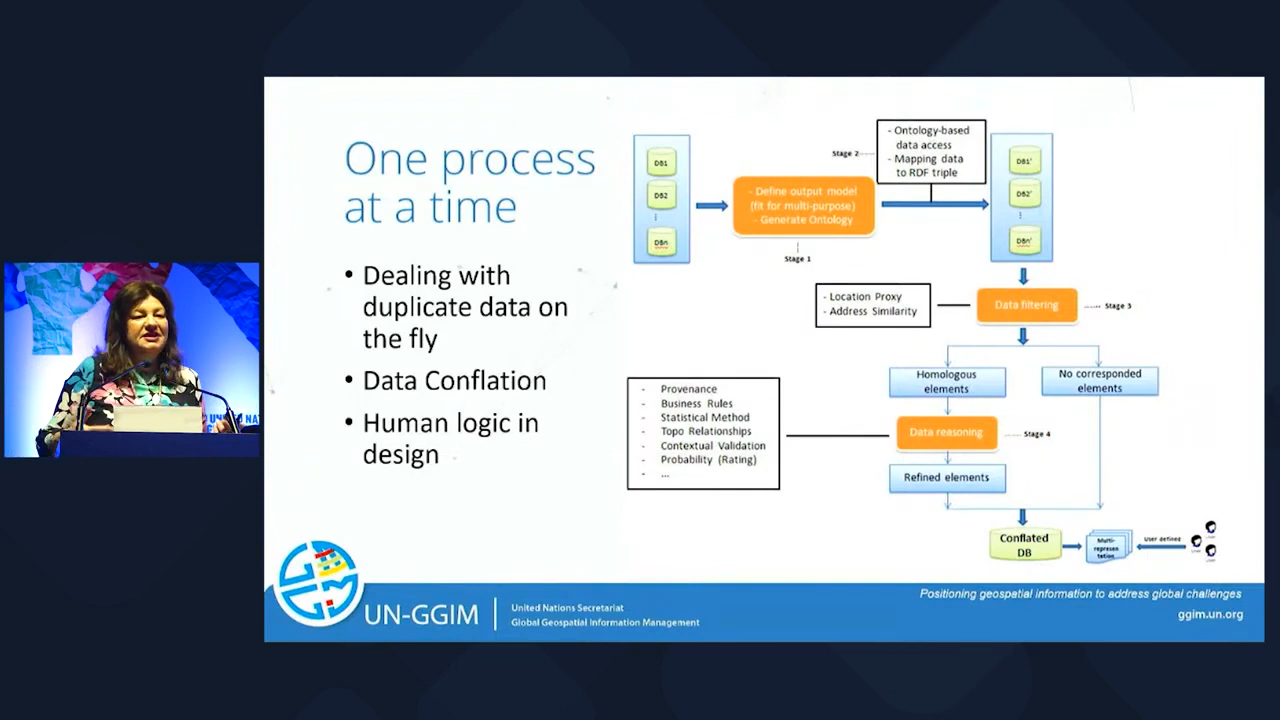 One process
at a time
• Dealing with
duplicate data on
the fly
• Data Conflation
• Human logic in
design
DB1
DB2
DBn
- Define output model
(fit for multi-purpose)
- Generate Ontology
Stage 1
Stage 2
- Ontology-based
data access
- Mapping data
to RDF triple
DB1'
DB2'
DBn'
- Location Proxy
- Address Similarity
Data filtering
Stage 3
Homologous
elements
No corresponded
elements
- Provenance
- Business Rules
- Statistical Method
- Topo Relationships
- Contextual Validation
- Probability (Rating)
- ...
Data reasoning
Stage 4
Refined elements
Conflated
DB
Multi-
represen
tation
User defined
UN-GGIM
United Nations Secretariat
Global Geospatial Information Management
Positioning geospatial information to address global challenges
ggim.un.org